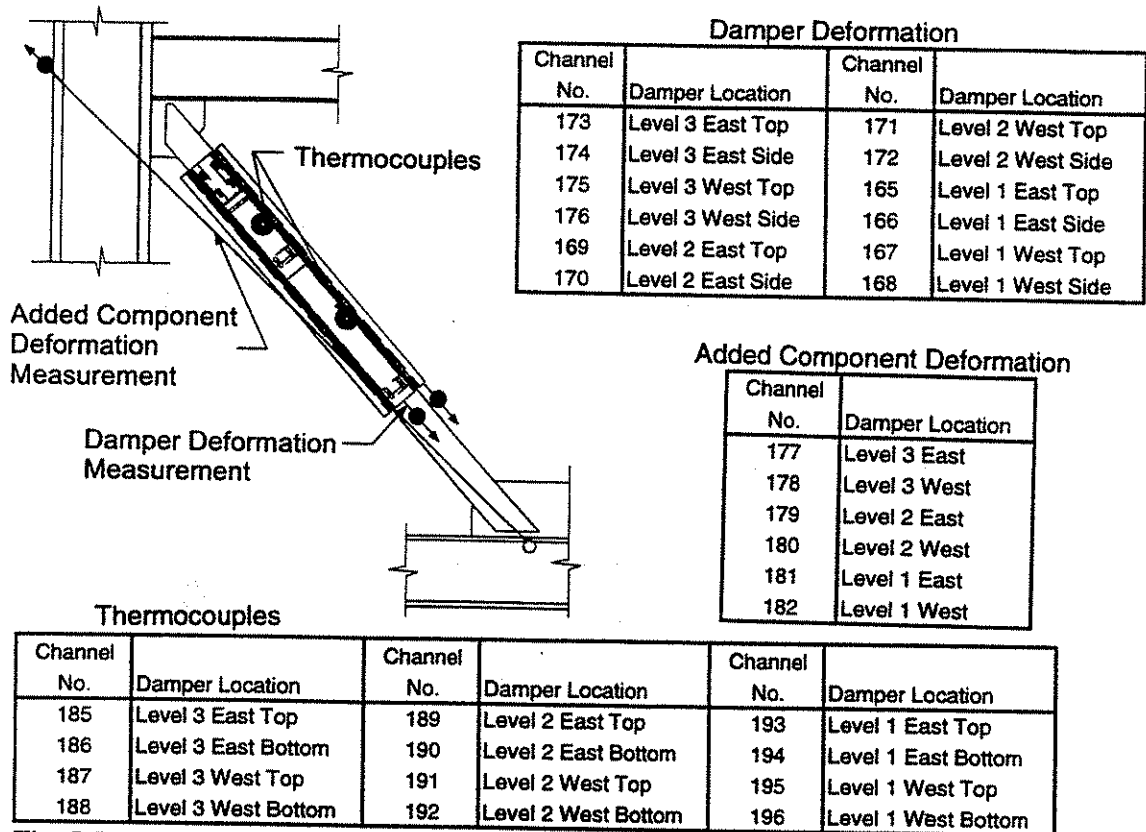 Thermocouples
Added Component
Deformation
Measurement
Damper Deformation
Measurement
Damper Deformation
Channel No. Damper Location Channel No. Damper Location
173 Level 3 East Top 171 Level 2 West Top
174 Level 3 East Side 172 Level 2 West Side
175 Level 3 West Top 165 Level 1 East Top
176 Level 3 West Side 166 Level 1 East Side
169 Level 2 East Top 167 Level 1 West Top
170 Level 2 East Side 168 Level 1 West Side
Added Component Deformation
Channel No. Damper Location
177 Level 3 East
178 Level 3 West
179 Level 2 East
180 Level 2 West
181 Level 1 East
182 Level 1 West
Thermocouples
Channel No. Damper Location Channel No. Damper Location Channel No. Damper Location
185 Level 3 East Top 189 Level 2 East Top 193 Level 1 East Top
186 Level 3 East Bottom 190 Level 2 East Bottom 194 Level 1 East Bottom
187 Level 3 West Top 191 Level 2 West Top 195 Level 1 West Top
188 Level 3 West Bottom 192 Level 2 West Bottom 196 Level 1 West Bottom